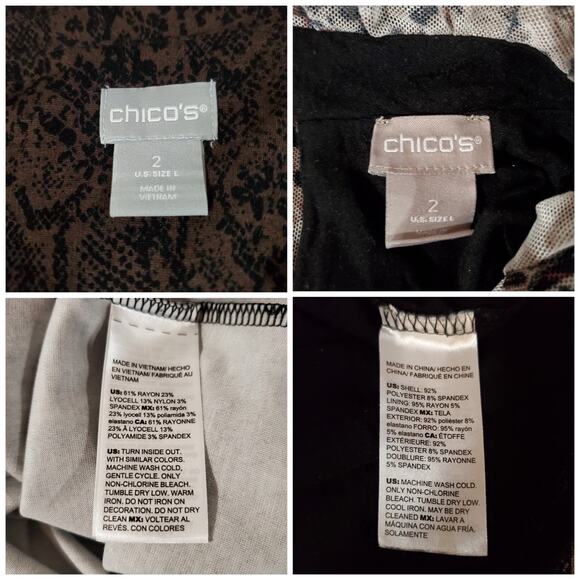 chico's®
2
U.S. SIZE L
MADE IN
VIETNAM
chico's®
2
U.S. SIZE L
MADE IN VIETNAM/ HECHO
EN VIETNAM/ FABRIQUÉ AU
VIETNAM
US: 61% RAYON 23%
LYOCELL 13% NYLON 3%
SPANDEX MX: 61% rayón
23% lyocel 13% poliamida 3%
elastano CA: 61% RAYONNE
23% À LYOCELL 13%
POLYAMIDE 3% SPANDEX
US: TURN INSIDE OUT.
WITH SIMILAR COLORS.
MACHINE WASH COLD,
GENTLE CYCLE. ONLY
NON-CHLORINE BLEACH.
TUMBLE DRY LOW. WARM
IRON. DO NOT IRON ON
DECORATION. DO NOT DRY
CLEAN MX: VOLTEAR AL
REVÉS. CON COLORES
MADE IN CHINA/ HECHO EN
CHINA/ FABRIQUÉ EN CHINE
US: SHELL: 92%
POLYESTER 8% SPANDEX
LINING: 95% RAYON 5%
SPANDEX MX: TELA
EXTERIOR: 92% poliéster 8%
elastano FORRO: 95% rayón
5% elastano CA: ÉTOFFE
EXTÉRIEURE: 92%
POLYESTER 8% SPANDEX
DOUBLURE: 95% RAYONNE
5% SPANDEX
US: MACHINE WASH COLD.
ONLY NON-CHLORINE
BLEACH. TUMBLE DRY LOW.
COOL IRON. MAY BE DRY
CLEANED MX: LAVAR A
MÁQUINA CON AGUA FRÍA.
SOLAMENTE